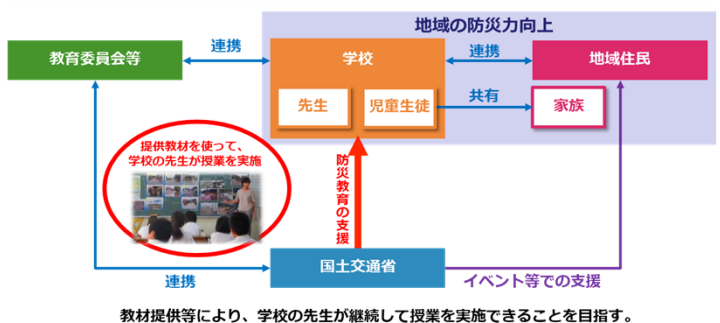 地域の防災力向上
教育委員会等
連携
学校
連携
地域住民
先生
児童生徒
共有
家族
提供教材を使って、
学校の先生が授業を実施
防災教育の支援
連携
国土交通省
イベント等での支援
教材提供等により、学校の先生が継続して授業を実施できることを目指す。